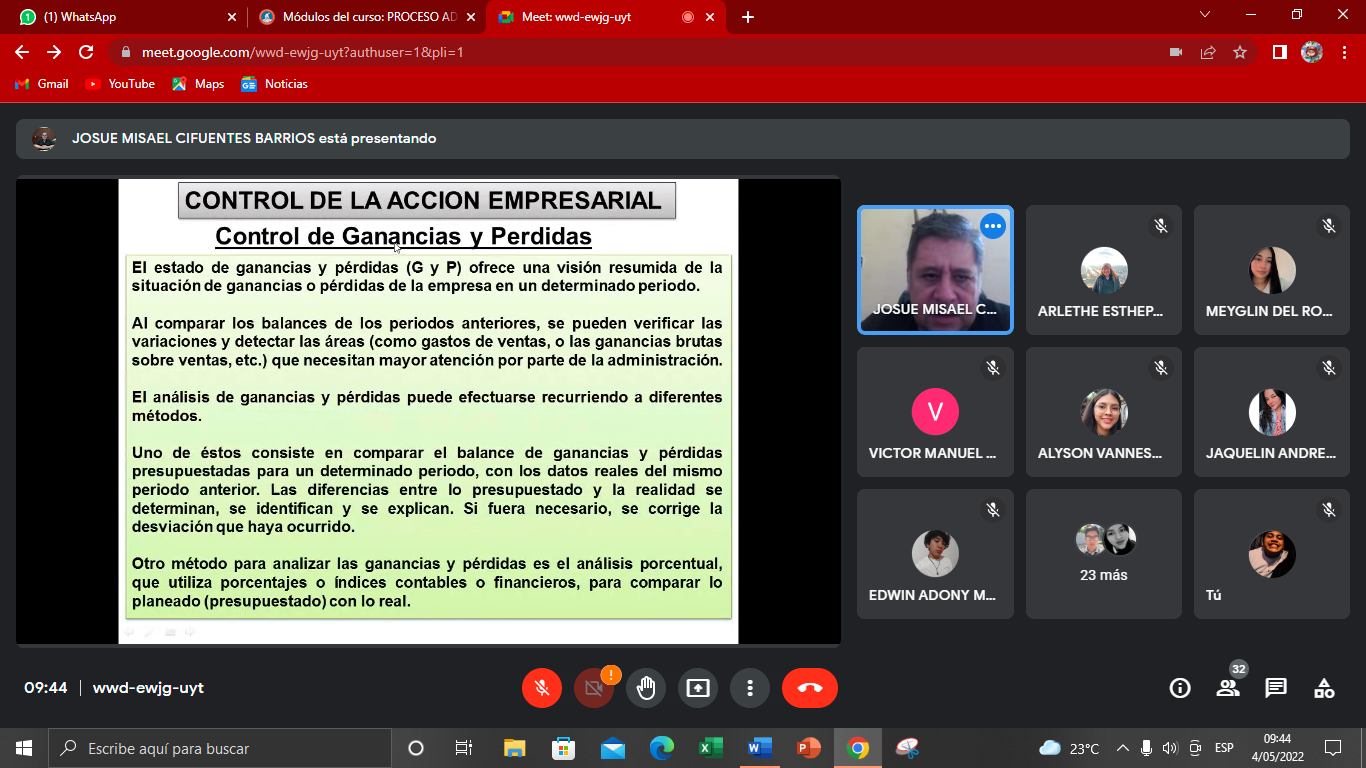 (1) WhatsApp
Módulos del curso: PROCESO AD
Meet: wwd-ewjg-uyt
meet.google.com/wwd-ewjg-uyt?authuser=1&pli=1
Gmail
YouTube
Maps
Noticias
JOSUE MISAEL CIFUENTES BARRIOS está presentando
CONTROL DE LA ACCION EMPRESARIAL
Control de Ganancias y Perdidas
El estado de ganancias y pérdidas (G y P) ofrece una visión resumida de la
situación de ganancias o pérdidas de la empresa en un determinado periodo.
Al comparar los balances de los periodos anteriores, se pueden verificar las
variaciones y detectar las áreas (como gastos de ventas, o las ganancias brutas
sobre ventas, etc.) que necesitan mayor atención por parte de la administración.
El análisis de ganancias y pérdidas puede efectuarse recurriendo a diferentes
métodos.
Uno de éstos consiste en comparar el balance de ganancias y pérdidas
presupuestadas para un determinado periodo, con los datos reales del mismo
periodo anterior. Las diferencias entre lo presupuestado y la realidad se
determinan, se identifican y se explican. Si fuera necesario, se corrige la
desviación que haya ocurrido.
Otro método para analizar las ganancias y pérdidas es el análisis porcentual,
que utiliza porcentajes o índices contables o financieros, para comparar lo
planeado (presupuestado) con lo real.
JOSUE MISAEL C...
ARLETHE ESTHEP...
MEYGLIN DEL RO...
V
VICTOR MANUEL ...
ALYSON VANNES...
JAQUELIN ANDRE...
EDWIN ADONY M...
23 más
Tú
09:44
wwd-ewjg-uyt
32
Escribe aquí para buscar
23°C
ESP
09:44
4/05/2022